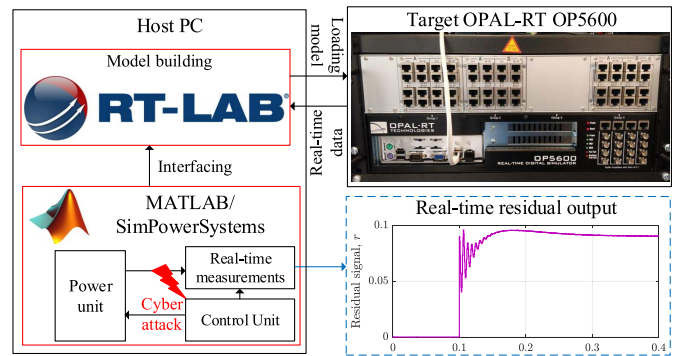 Host PC
Model building
RT-LAB®
Interfacing
MATLAB/
SimPowerSystems
Power
unit
Real-time
measurements
Cyber
attack
Control Unit
Loading
model
Real-time
data
Target OPAL-RT OP5600
OPAL-RT
TECHNOLOGIES
OP5600
REAL-TIME DIGITAL SIMULATOR
Real-time residual output
Residual signal, r
0.1
0.05
0
0
0.1
0.2
0.3
0.4